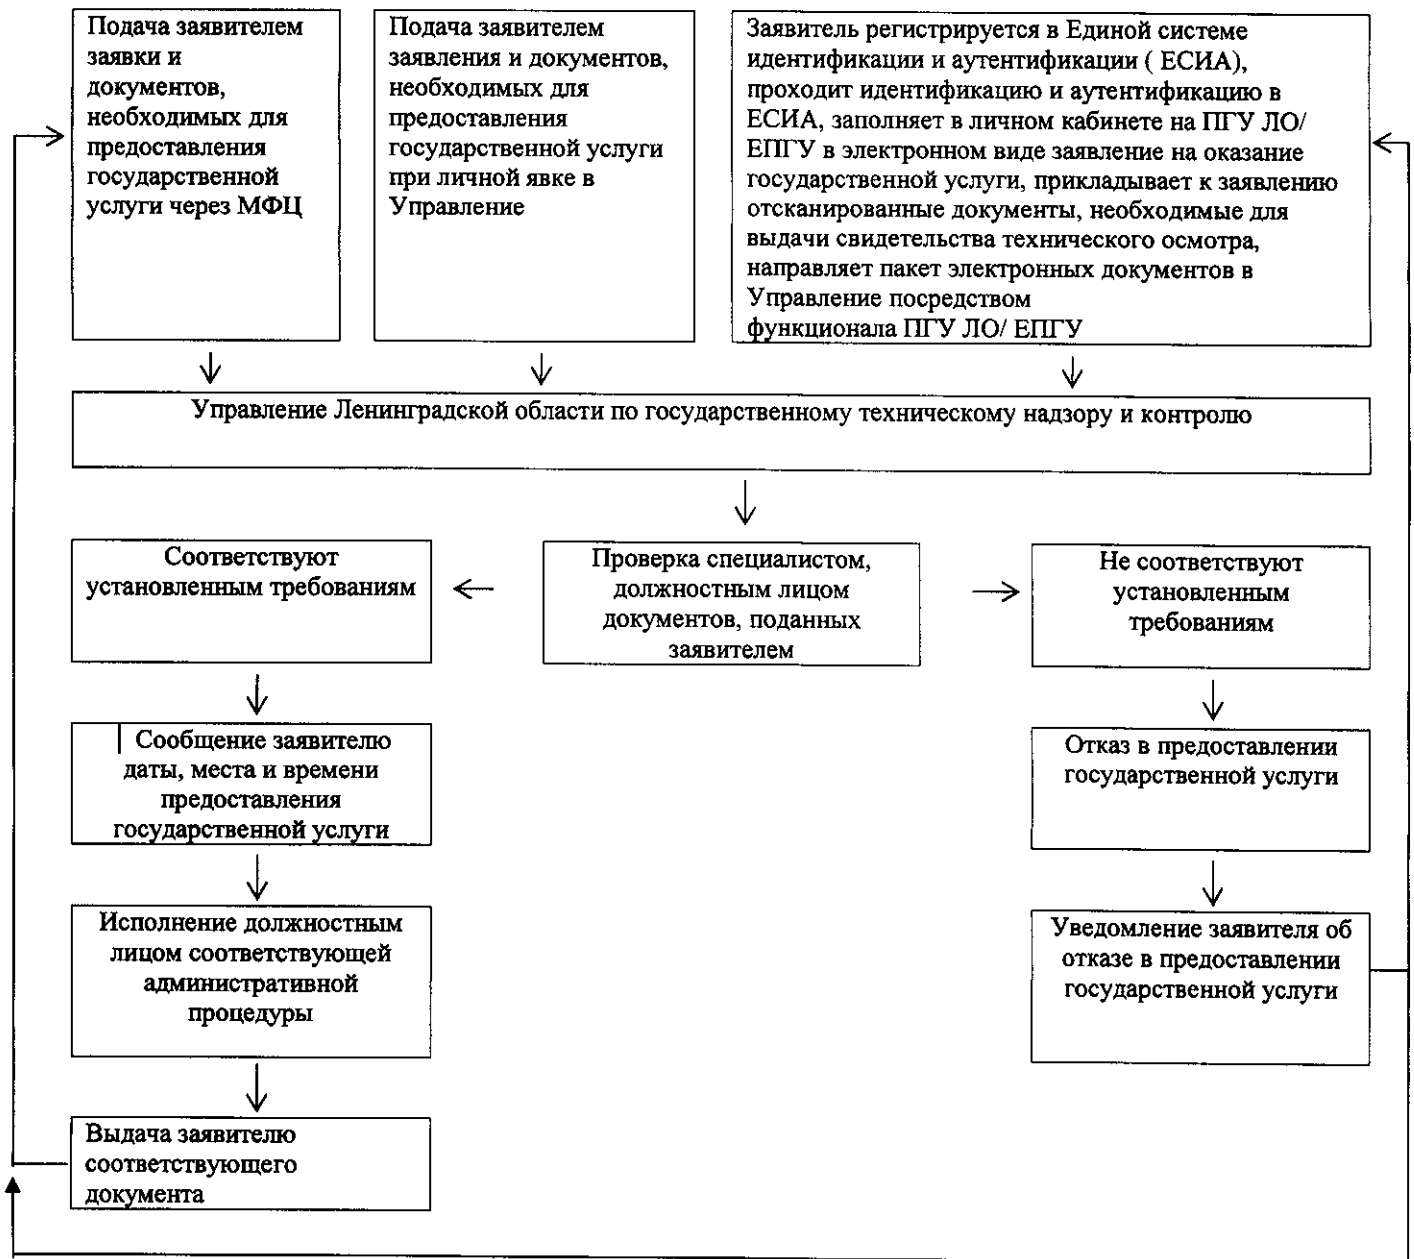 Подача заявителем
заявки и
документов,
необходимых для
предоставления
государственной
услуги через МФЦ
Подача заявителем
заявления и документов,
необходимых для
предоставления
государственной услуги
при личной явке в
Управление
Заявитель регистрируется в Единой системе
идентификации и аутентификации ( ЕСИА),
проходит идентификацию и аутентификацию в
ЕСИА, заполняет в личном кабинете на ПГУ ЛО/
ЕПГУ в электронном виде заявление на оказание
государственной услуги, прикладывает к заявлению
отсканированные документы, необходимые для
выдачи свидетельства технического осмотра,
направляет пакет электронных документов в
Управление посредством
функционала ПГУ ЛО/ ЕПГУ
Управление Ленинградской области по государственному техническому надзору и контролю
Соответствуют
установленным требованиям
Проверка специалистом,
должностным лицом
документов, поданных
заявителем
Не соответствуют
установленным
требованиям
Сообщение заявителю
даты, места и времени
предоставления
государственной услуги
Отказ в предоставлении
государственной услуги
Исполнение должностным
лицом соответствующей
административной
процедуры
Уведомление заявителя об
отказе в предоставлении
государственной услуги
Выдача заявителю
соответствующего
документа